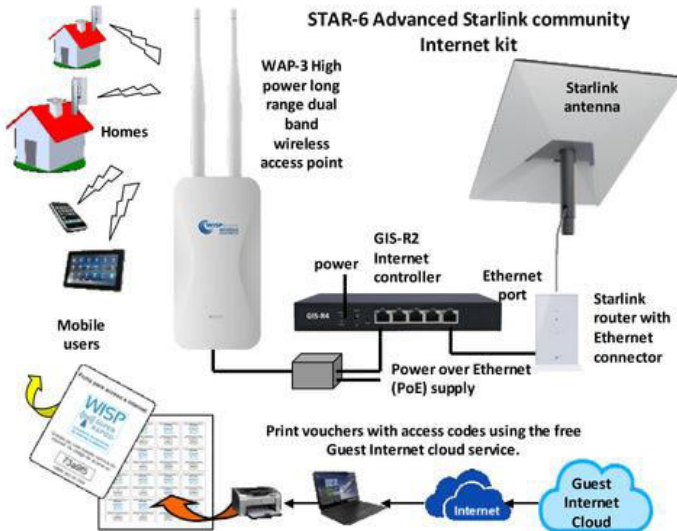 STAR-6 Advanced Starlink community
Internet kit
WAP-3 High
power long
range dual
band
wireless
access point
Starlink
antenna
Homes
WISP
GIS-R2
Internet
controller
power
Ethernet
port
GIS-R4
Starlink
router with
Ethernet
connector
Mobile
users
Power over Ethernet
(PoE) supply
WISP
Print vouchers with access codes using the free
Guest Internet cloud service.
Internet
Guest
Internet
Cloud